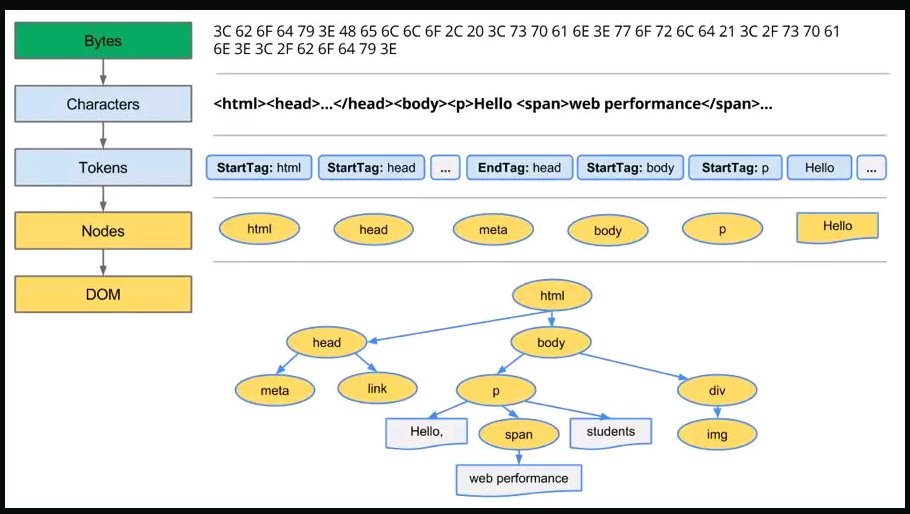 Bytes
3C 62 6F 64 79 3E 48 65 6C 6C 6F 2C 20 3C 73 70 61 6E 3E 77 6F 72 6C 64 21 3C 2F 73 70 61
6E 3E 3C 2F 62 6F 64 79 3E
Characters
<html><head>...</head><body><p>Hello <span>web performance</span>...
Tokens
StartTag: html
StartTag: head
...
EndTag: head
StartTag: body
StartTag: p
Hello
...
Nodes
html
head
meta
body
p
Hello
DOM
html
head
body
meta
link
p
div
Hello,
span
students
img
web performance